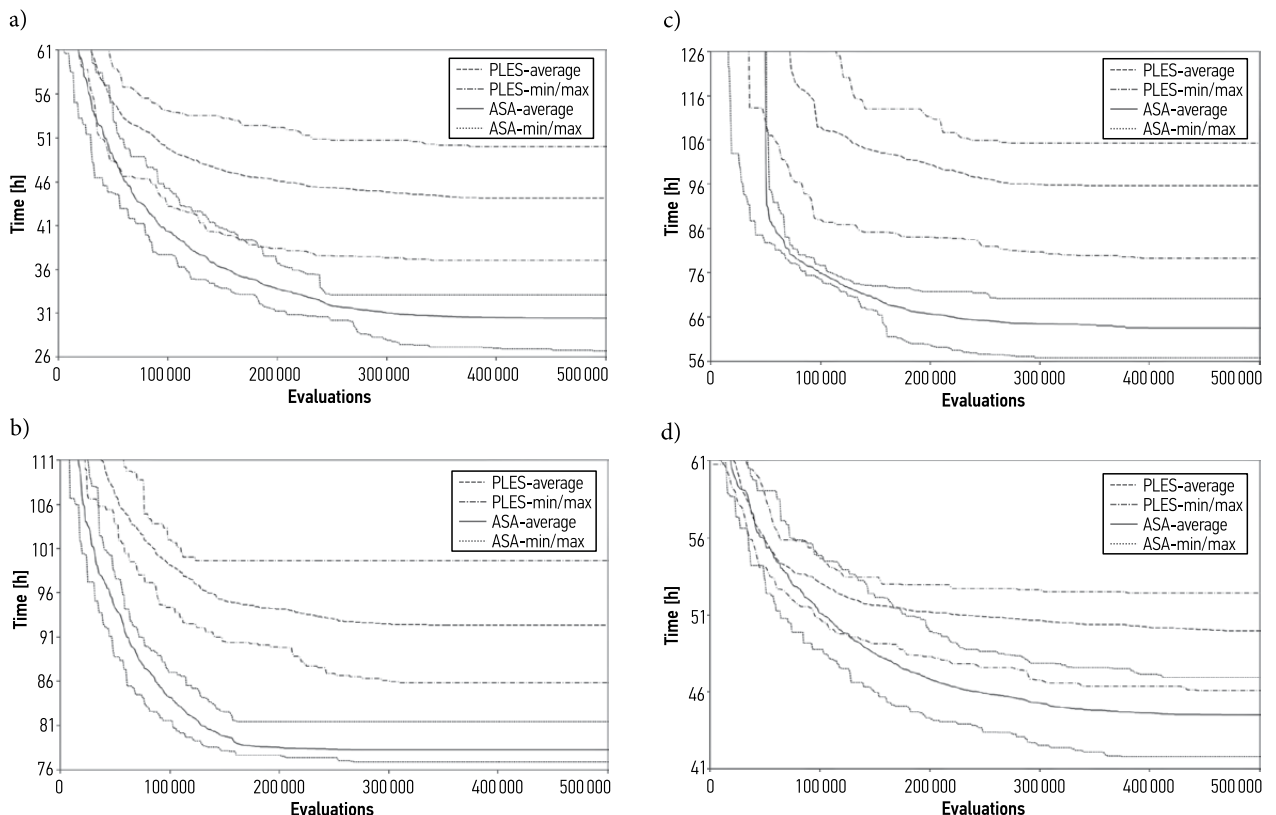 a)
61
56
51
46
41
36
31
26
Time [h]
0
100 000
200 000
300 000
400 000
500 000
Evaluations
PLES-average
PLES-min/max
ASA-average
ASA-min/max
c)
126
116
106
96
86
76
66
56
Time [h]
0
100 000
200 000
300 000
400 000
500 000
Evaluations
PLES-average
PLES-min/max
ASA-average
ASA-min/max
b)
111
106
101
96
91
86
81
76
Time [h]
0
100 000
200 000
300 000
400 000
500 000
Evaluations
PLES-average
PLES-min/max
ASA-average
ASA-min/max
d)
61
56
51
46
41
Time [h]
0
100 000
200 000
300 000
400 000
500 000
Evaluations
PLES-average
PLES-min/max
ASA-average
ASA-min/max